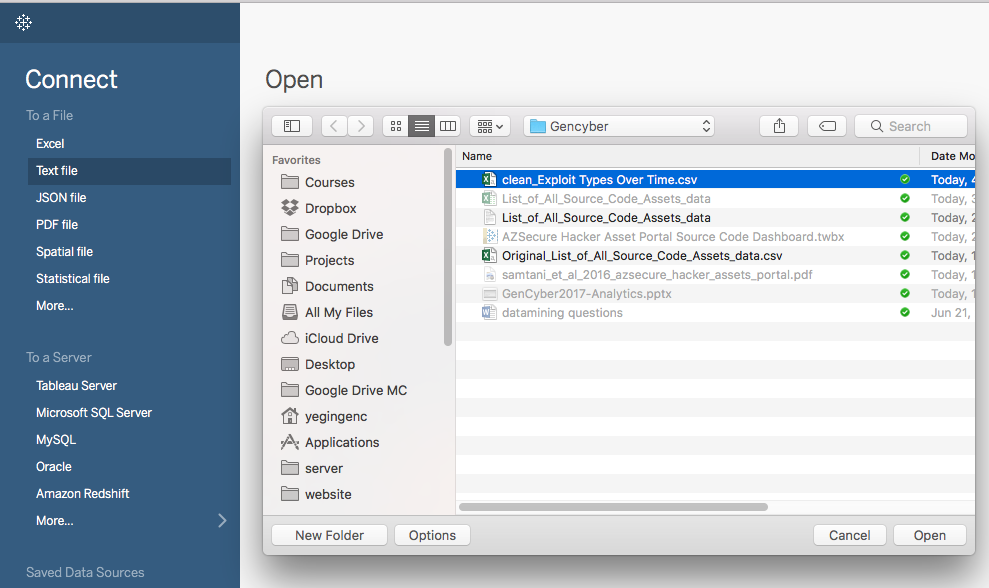 Connect
To a File
Excel
Text file
JSON file
PDF file
Spatial file
Statistical file
More...
To a Server
Tableau Server
Microsoft SQL Server
MySQL
Oracle
Amazon Redshift
More...
Saved Data Sources
Open
Gencyber
Search
Favorites
Courses
Dropbox
Google Drive
Projects
Documents
All My Files
iCloud Drive
Desktop
Google Drive MC
yegingenc
Applications
server
website
Name Date Mo
clean_Exploit Types Over Time.csv Today, 4
List_of_All_Source_Code_Assets_data Today, 3
List_of_All_Source_Code_Assets_data Today, 2
AZSecure Hacker Asset Portal Source Code Dashboard.twbx Today, 2
Original_List_of_All_Source_Code_Assets_data.csv Today, 1
samtani_et_al_2016_azsecure_hacker_assets_portal.pdf Today, 1
GenCyber2017-Analytics.pptx Today, 1
datamining questions Jun 21,
New Folder Options Cancel Open